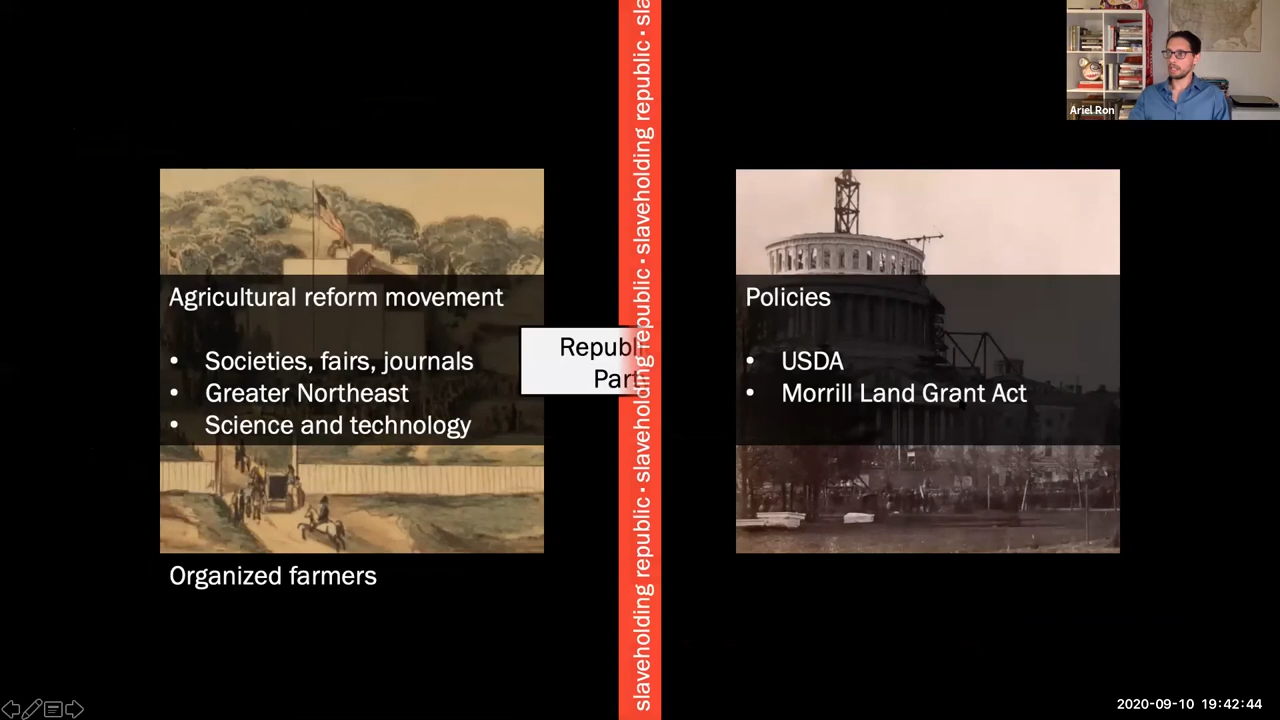 Ariel Ron
Agricultural reform movement
• Societies, fairs, journals
• Greater Northeast
• Science and technology
Organized farmers
Republ
Part
slaveholding republic · slaveholding republic · slaveholding republic · sla
Policies
• USDA
• Morrill Land Grant Act
2020-09-10 19:42:44